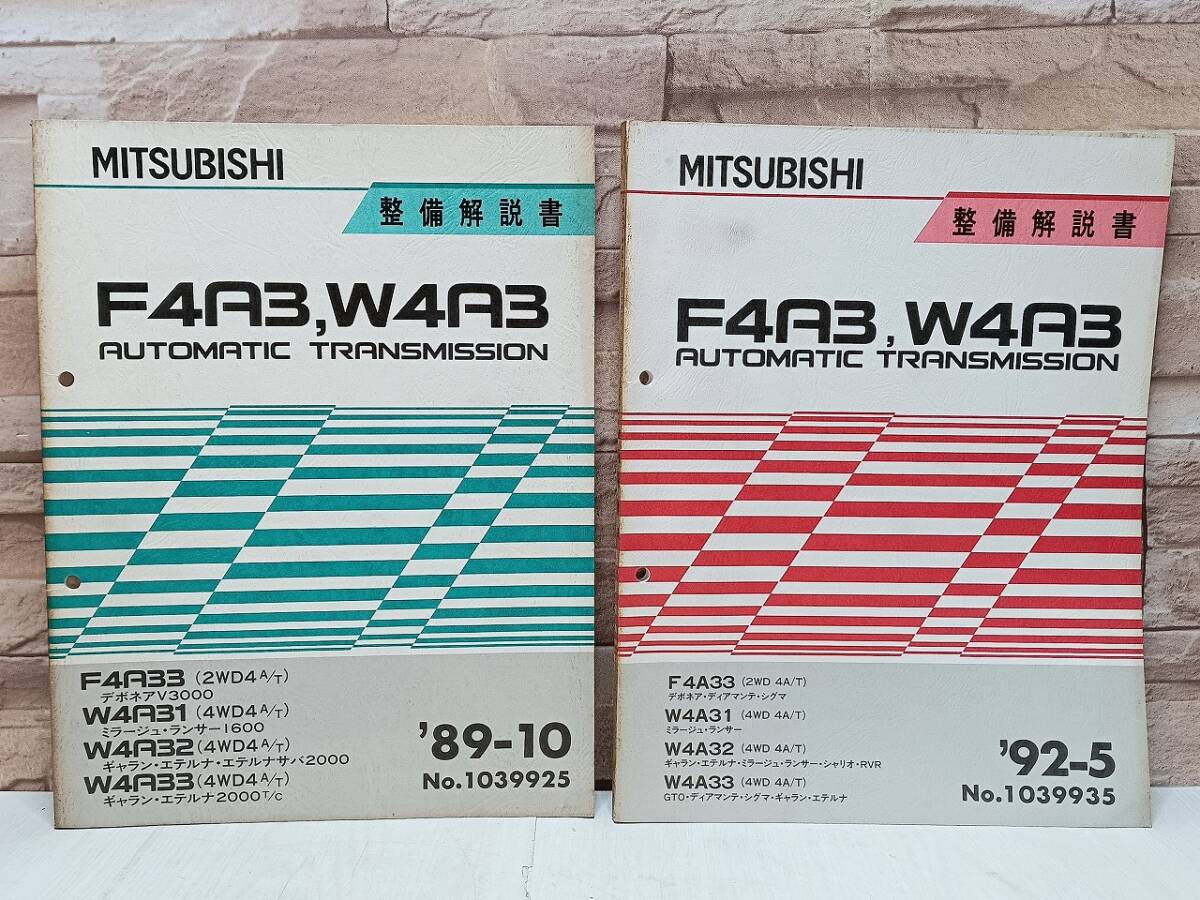 MITSUBISHI
整備解説書
F4A3,W4A3
AUTOMATIC TRANSMISSION
F4A33 (2WD4A/T)
デボネアV3000
W4A31 (4WD4A/T)
ミラージュ・ランサー1600
W4A32 (4WD4A/T)
ギャラン・エテルナ・エテルナサバ2000
W4A33 (4WD4A/T)
ギャラン・エテルナ2000T/C
'89-10
No.1039925
MITSUBISHI
整備解説書
F4A3,W4A3
AUTOMATIC TRANSMISSION
F4A33 (2WD 4A/T)
デボネア・ディアマンテ・シグマ
W4A31 (4WD 4A/T)
ミラージュ・ランサー
W4A32 (4WD 4A/T)
ギャラン・エテルナ・ミラージュ・ランサー・シャリオ・RVR
W4A33 (4WD 4A/T)
GTO・ディアマンテ・シグマ・ギャラン・エテルナ
'92-5
No.1039935